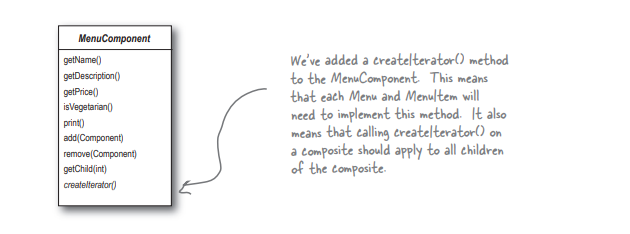 MenuComponent
getName()
getDescription()
getPrice()
isVegetarian()
print()
add(Component)
remove(Component)
getChild(int)
createIterator()
We've added a createIterator() method
to the MenuComponent. This means
that each Menu and MenuItem will
need to implement this method. It also
means that calling createIterator() on
a composite should apply to all children
of the composite.